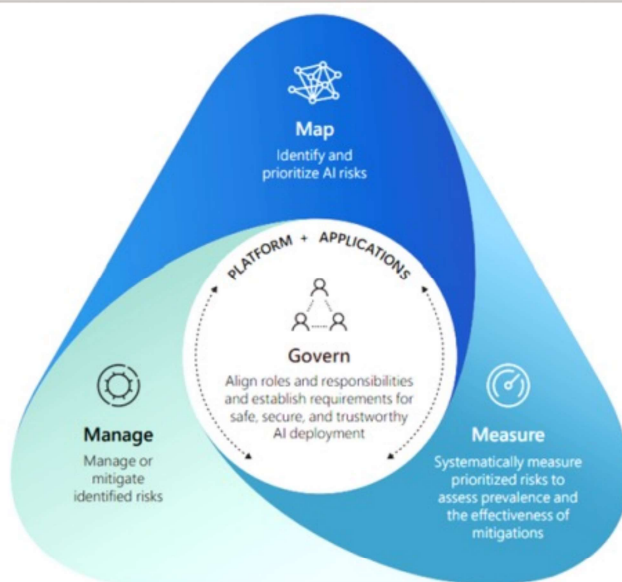 Map
Identify and
prioritize AI risks
PLATFORM + APPLICATIONS
Govern
Align roles and responsibilities
and establish requirements for
safe, secure, and trustworthy
AI deployment
Manage
Manage or
mitigate
identified risks
Measure
Systematically measure
prioritized risks to
assess prevalence and
the effectiveness of
mitigations